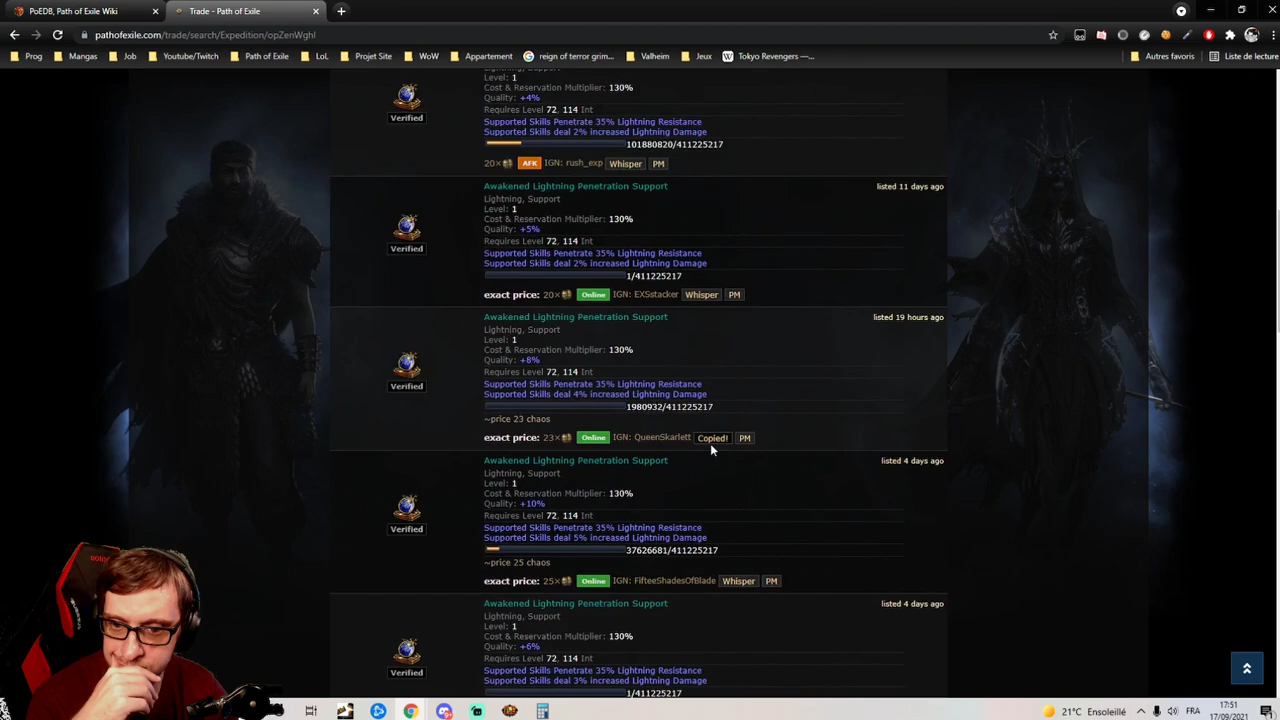 PoEDB, Path of Exile Wiki
Trade - Path of Exile
pathofexile.com/trade/search/Expedition/opZenWghl
Prog
Mangas
Job
Youtube/Twitch
Path of Exile
LoL
Projet Site
WoW
Appartement
reign of terror grim...
Valheim
Jeux
Tokyo Revengers —...
Autres favoris
Liste de lecture
Lightning, Support
Level: 1
Cost & Reservation Multiplier: 130%
Quality: +4%
Verified
Requires Level 72, 114 Int
Supported Skills Penetrate 35% Lightning Resistance
Supported Skills deal 2% increased Lightning Damage
101880820/411225217
20× AFK IGN: rush_exp Whisper PM
Awakened Lightning Penetration Support
listed 11 days ago
Lightning, Support
Level: 1
Cost & Reservation Multiplier: 130%
Quality: +5%
Verified
Requires Level 72, 114 Int
Supported Skills Penetrate 35% Lightning Resistance
Supported Skills deal 2% increased Lightning Damage
1/411225217
exact price: 20× Online IGN: EXSstacker Whisper PM
Awakened Lightning Penetration Support
listed 19 hours ago
Lightning, Support
Level: 1
Cost & Reservation Multiplier: 130%
Quality: +8%
Requires Level 72, 114 Int
Verified
Supported Skills Penetrate 35% Lightning Resistance
Supported Skills deal 4% increased Lightning Damage
1980932/411225217
~price 23 chaos
exact price: 23× Online IGN: QueenSkarlett Copied! PM
Awakened Lightning Penetration Support
listed 4 days ago
Lightning, Support
Level: 1
Cost & Reservation Multiplier: 130%
Quality: +10%
Requires Level 72, 114 Int
Verified
Supported Skills Penetrate 35% Lightning Resistance
Supported Skills deal 5% increased Lightning Damage
37626681/411225217
~price 25 chaos
exact price: 25× Online IGN: FifteeShadesOfBlade Whisper PM
Awakened Lightning Penetration Support
listed 4 days ago
Lightning, Support
Level: 1
Cost & Reservation Multiplier: 130%
Quality: +6%
Requires Level 72, 114 Int
Verified
Supported Skills Penetrate 35% Lightning Resistance
Supported Skills deal 3% increased Lightning Damage
1/411225217
21°C Ensoleillé
FRA
17:51
17/09/2021